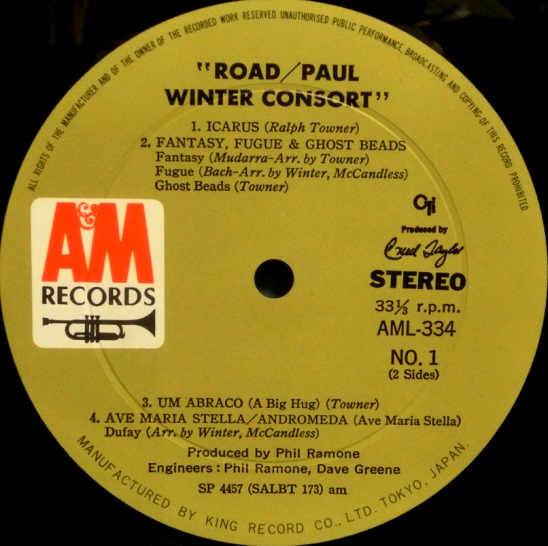 ALL RIGHTS OF THE MANUFACTURER AND OF THE OWNER OF THE RECORDED WORK RESERVED. UNAUTHORISED PUBLIC PERFORMANCE, BROADCASTING AND COPYING OF THIS RECORD PROHIBITED.
"ROAD/PAUL
WINTER CONSORT"
1. ICARUS (Ralph Towner)
2. FANTASY, FUGUE & GHOST BEADS
Fantasy (Mudarra-Arr. by Towner)
Fugue (Bach-Arr. by Winter, McCandless)
Ghost Beads (Towner)
A&M
RECORDS
CTi
Produced by
Creed Taylor
STEREO
33⅓ r.p.m.
AML-334
NO. 1
(2 Sides)
3. UM ABRACO (A Big Hug) (Towner)
4. AVE MARIA STELLA/ANDROMEDA (Ave Maria Stella)
Dufay (Arr. by Winter, McCandless)
Produced by Phil Ramone
Engineers : Phil Ramone, Dave Greene
SP 4457 (SALBT 173) am
MANUFACTURED BY KING RECORD CO., LTD. TOKYO, JAPAN.